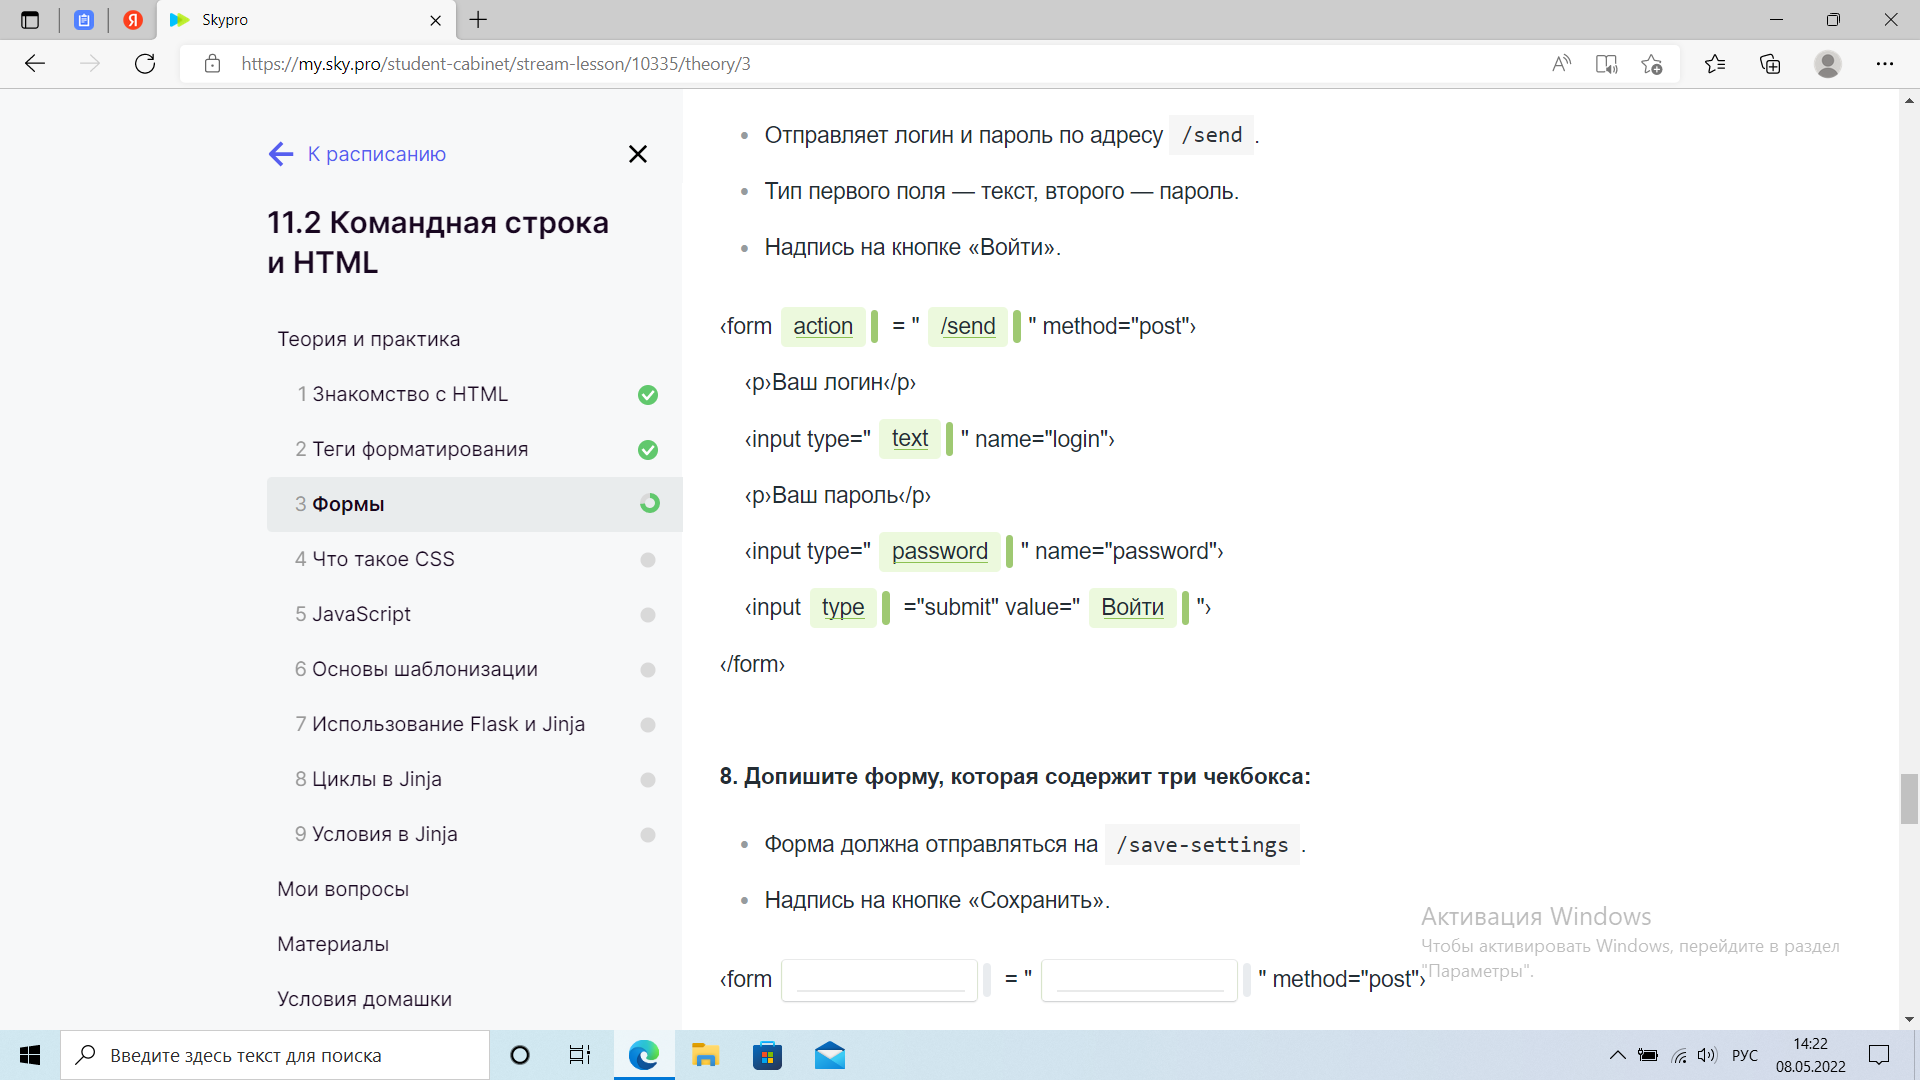 Skypro
https://my.sky.pro/student-cabinet/stream-lesson/10335/theory/3
К расписанию
11.2 Командная строка
и HTML
Теория и практика
1 Знакомство с HTML
2 Теги форматирования
3 Формы
4 Что такое CSS
5 JavaScript
6 Основы шаблонизации
7 Использование Flask и Jinja
8 Циклы в Jinja
9 Условия в Jinja
Мои вопросы
Материалы
Условия домашки
• Отправляет логин и пароль по адресу /send .
• Тип первого поля — текст, второго — пароль.
• Надпись на кнопке «Войти».
‹form action = " /send " method="post"›
‹p›Ваш логин‹/p›
‹input type=" text " name="login"›
‹p›Ваш пароль‹/p›
‹input type=" password " name="password"›
‹input type ="submit" value=" Войти "›
‹/form›
8. Допишите форму, которая содержит три чекбокса:
• Форма должна отправляться на /save-settings .
• Надпись на кнопке «Сохранить».
‹form = " " method="post"›
Активация Windows
Чтобы активировать Windows, перейдите в раздел
"Параметры".
Введите здесь текст для поиска
РУС
14:22
08.05.2022